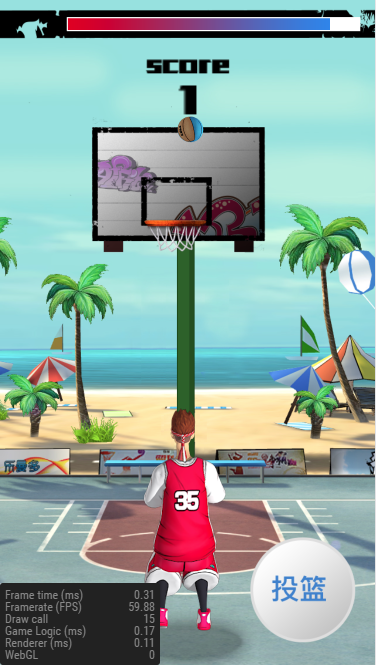 score
1
35
投篮
Frame time (ms) 0.31
Framerate (FPS) 59.88
Draw call 15
Game Logic (ms) 0.17
Renderer (ms) 0.11
WebGL 0